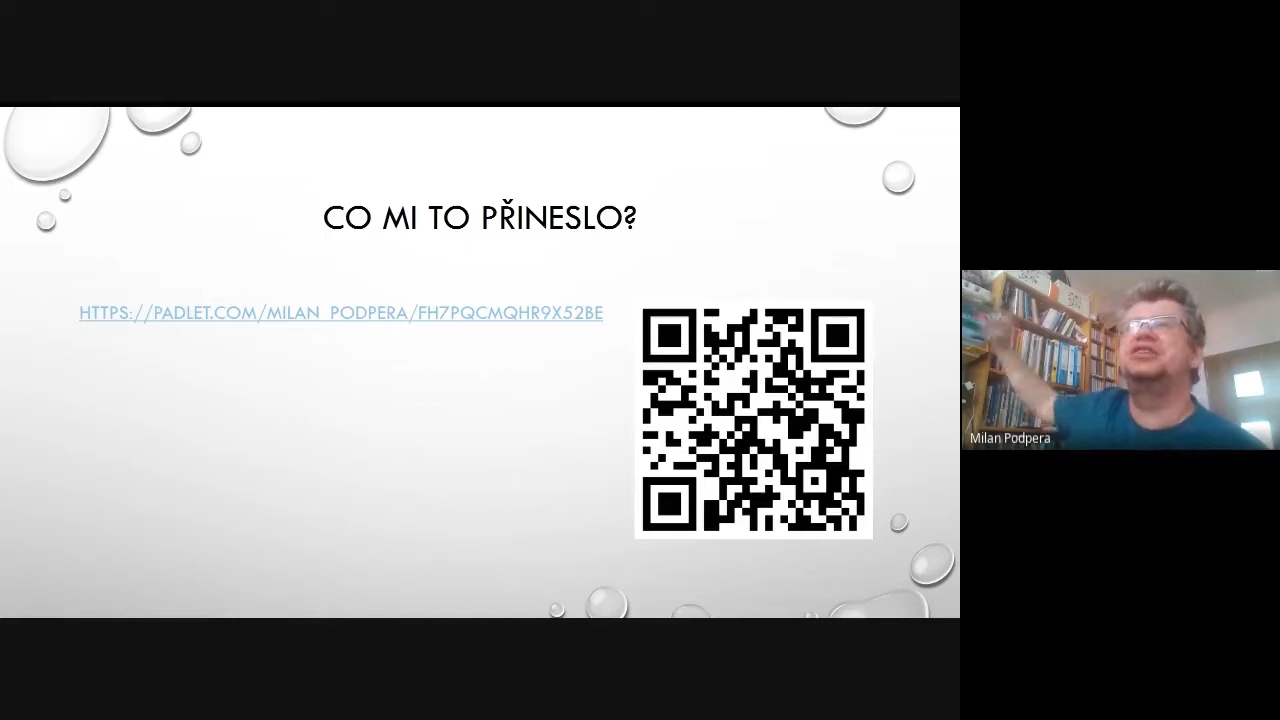 CO MI TO PŘINESLO?
HTTPS://PADLET.COM/MILAN_PODPERA/FH7PQCMQHR9X52BE
Milan Podpera